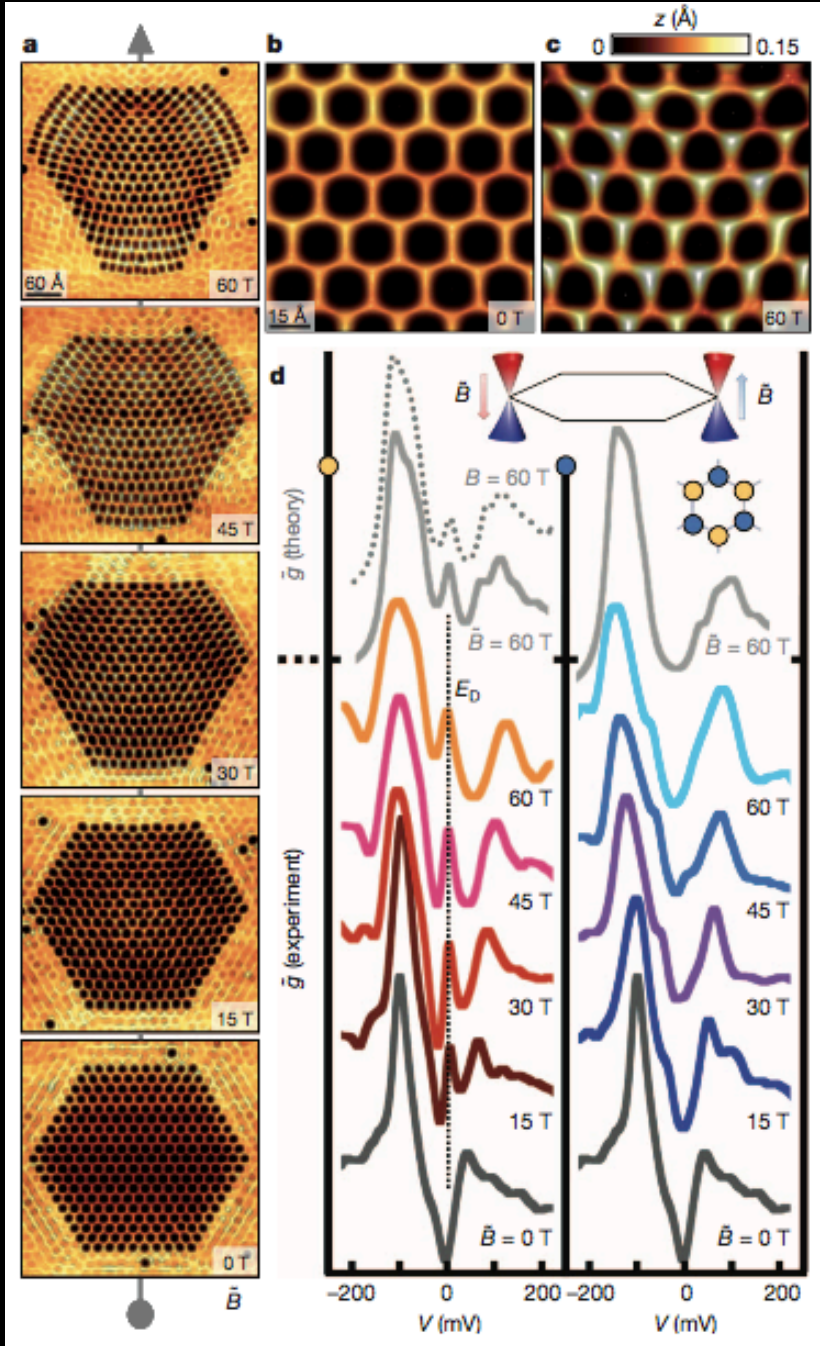 a
60 Å
60 T
45 T
30 T
15 T
0 T
B̃
b
15 Å
0 T
c
z (Å)
0 0.15
60 T
d
B̃ B̃
g̅ (theory)
B = 60 T
B̃ = 60 T
B̃ = 60 T
E_D
g̅ (experiment)
60 T
45 T
30 T
15 T
B̃ = 0 T
60 T
45 T
30 T
15 T
B̃ = 0 T
−200 0 200
V (mV)
−200 0 200
V (mV)